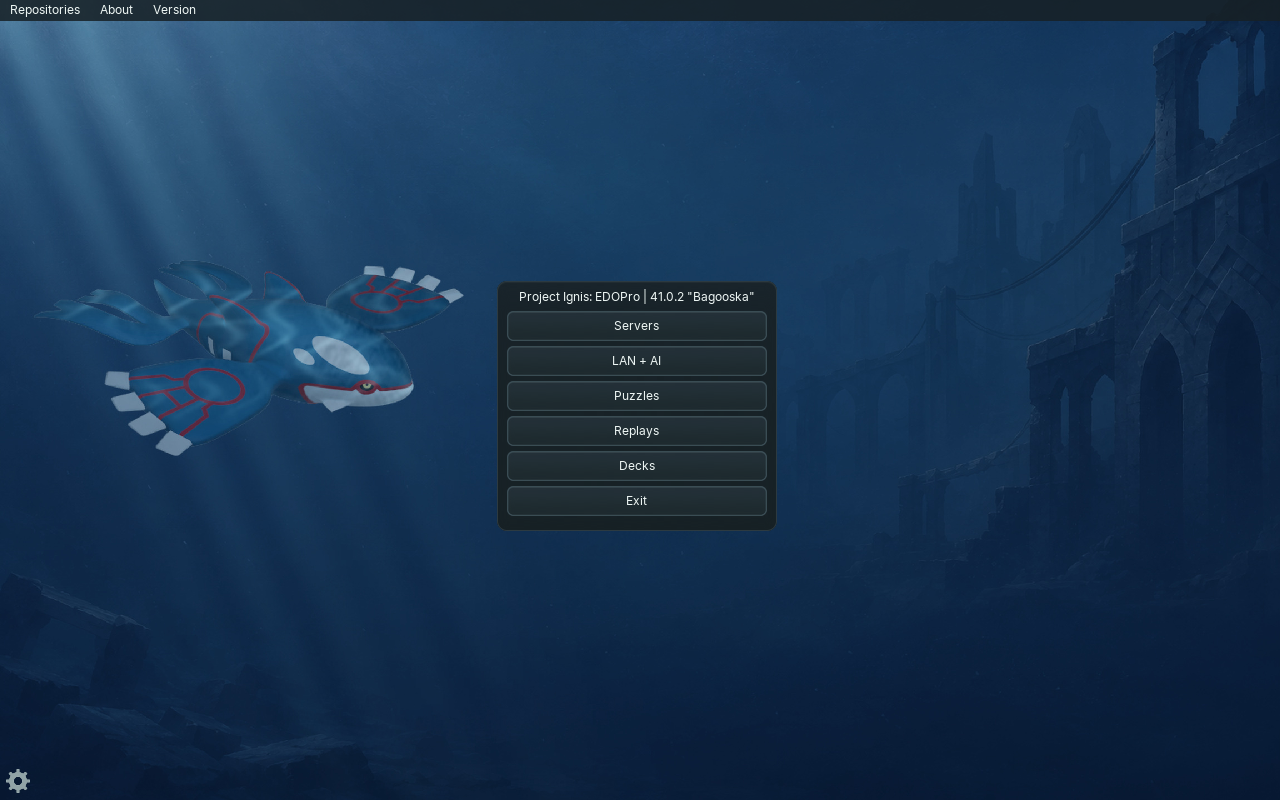 Repositories About Version
Project Ignis: EDOPro | 41.0.2 "Bagooska"
Servers
LAN + AI
Puzzles
Replays
Decks
Exit